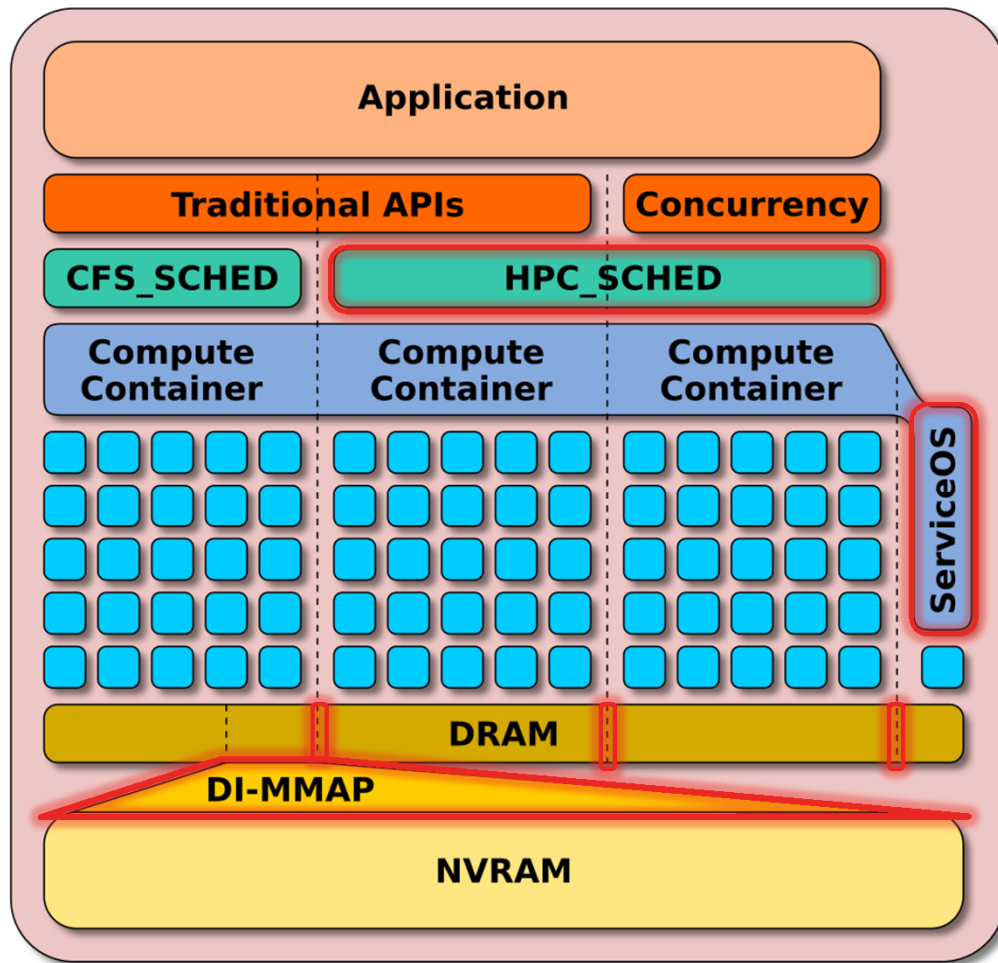 Application
Traditional APIs
Concurrency
CFS_SCHED
HPC_SCHED
Compute
Container
Compute
Container
Compute
Container
ServiceOS
DRAM
DI-MMAP
NVRAM